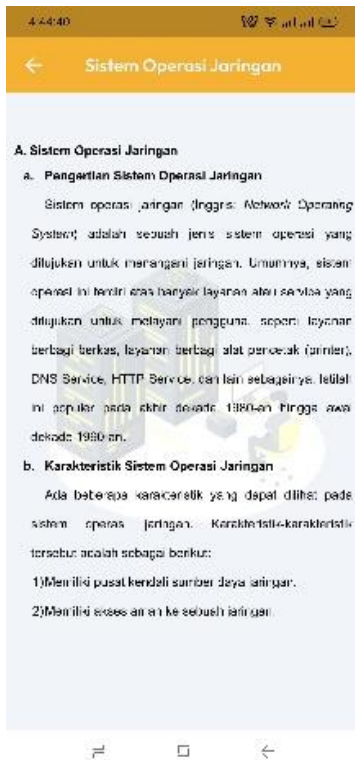 4:44:40
Sistem Operasi Jaringan
A. Sistem Operasi Jaringan
a. Pengertian Sistem Operasi Jaringan
Sistem operasi jaringan (Inggris: Network Operating
System) adalah sebuah jenis sistem operasi yang
ditujukan untuk menangani jaringan. Umumnya, sistem
operasi ini terdiri atas banyak layanan atau service yang
ditujukan untuk melayani pengguna, seperti layanan
berbagi berkas, layanan berbagi alat pencetak (printer),
DNS Service, HTTP Service, dan lain sebagainya. Istilah
ini populer pada akhir dekade 1980-an hingga awal
dekade 1990-an.
b. Karakteristik Sistem Operasi Jaringan
Ada beberapa karakteristik yang dapat dilihat pada
sistem operasi jaringan. Karakteristik-karakteristik
tersebut adalah sebagai berikut:
1)Memiliki pusat kendali sumber daya jaringan.
2)Memiliki akses aman ke sebuah jaringan.